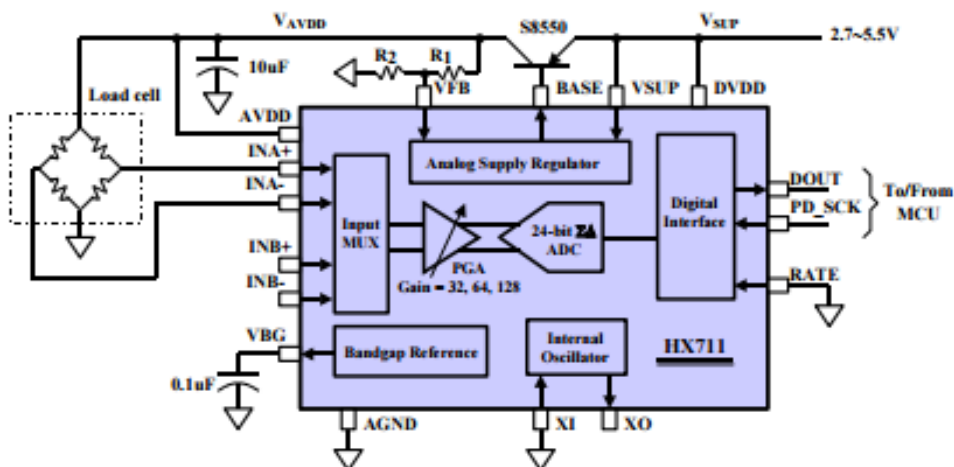 V_AVDD
S8550
V_SUP
2.7~5.5V
10uF
R2
R1
VFB
BASE
VSUP
DVDD
Load cell
AVDD
INA+
INA-
INB+
INB-
VBG
0.1uF
Analog Supply Regulator
Input
MUX
PGA
Gain = 32, 64, 128
24-bit ΣΔ
ADC
Digital
Interface
DOUT
PD_SCK
To/From
MCU
RATE
Bandgap Reference
Internal
Oscillator
HX711
AGND
XI
XO